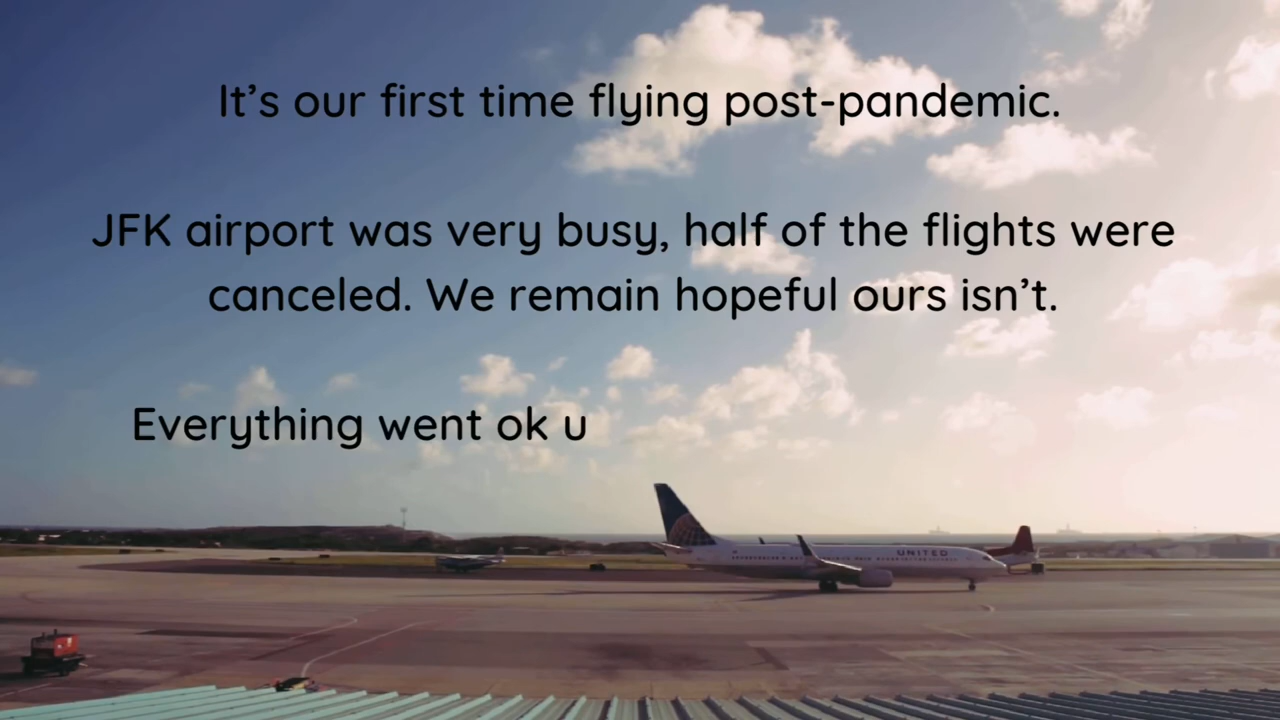 It’s our first time flying post-pandemic.
JFK airport was very busy, half of the flights were
canceled. We remain hopeful ours isn’t.
Everything went ok u
UNITED